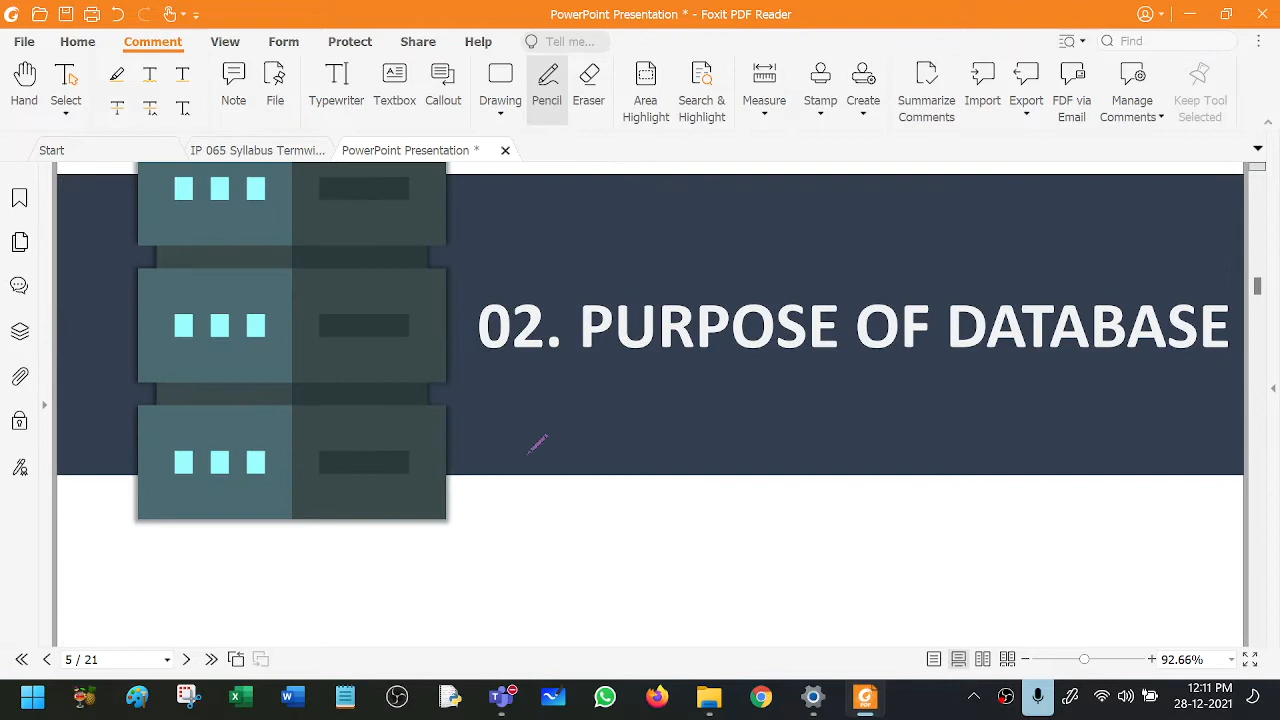 PowerPoint Presentation * - Foxit PDF Reader
File Home Comment View Form Protect Share Help Tell me... Find
Hand Select Note File Typewriter Textbox Callout Drawing Pencil Eraser Area Highlight Search & Highlight Measure Stamp Create Summarize Comments Import Export FDF via Email Manage Comments Keep Tool Selected
Start IP 065 Syllabus Termwi... PowerPoint Presentation *
02. PURPOSE OF DATABASE
5 / 21 92.66%
12:11 PM
28-12-2021